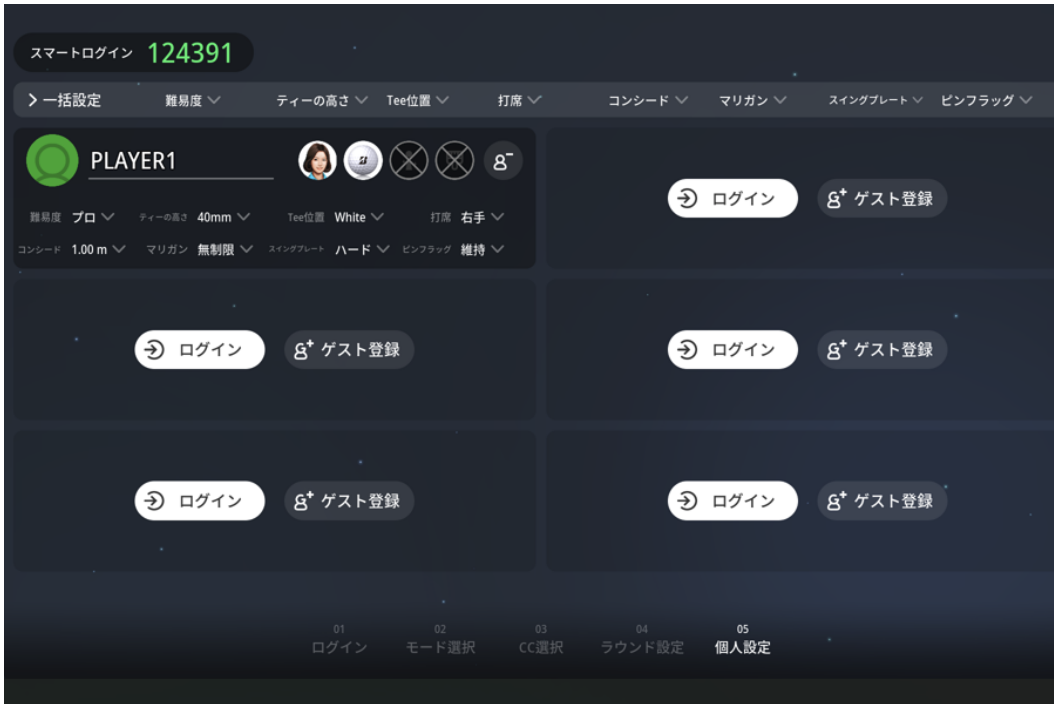 スマートログイン 124391
一括設定 難易度 ティーの高さ Tee位置 打席 コンシード マリガン スイングプレート ピンフラッグ
PLAYER1
難易度 プロ ティーの高さ 40mm Tee位置 White 打席 右手
コンシード 1.00 m マリガン 無制限 スイングプレート ハード ピンフラッグ 維持
ログイン ゲスト登録
ログイン ゲスト登録 ログイン ゲスト登録
ログイン ゲスト登録 ログイン ゲスト登録
01 02 03 04 05
ログイン モード選択 CC選択 ラウンド設定 個人設定